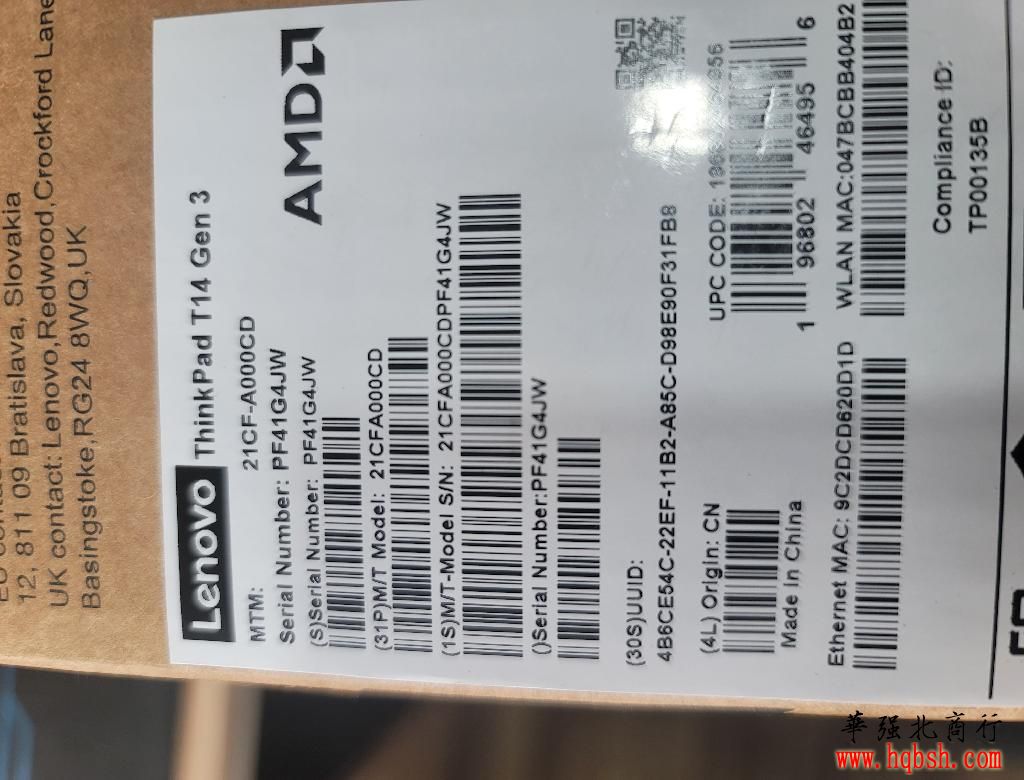 12, 811 09 Bratislava, Slovakia
UK contact: Lenovo,Redwood,Crockford Lane
Basingstoke,RG24 8WQ,UK
Lenovo ThinkPad T14 Gen 3
MTM: 21CF-A000CD
AMD
Serial Number: PF41G4JW
(S)Serial Number: PF41G4JW
(31P)M/T Model: 21CFA000CD
(1S)M/T-Model S/N: 21CFA000CDPF41G4JW
()Serial Number:PF41G4JW
(30S)UUID:
4B6CE54C-22EF-11B2-A85C-D98E90F31FB8
(4L) Origin: CN
Made in China
UPC CODE:
1 96802 46495 6
Ethernet MAC: 9C2DCD620D1D
WLAN MAC:047BCBB404B2
Compliance ID:
TP00135B
華强北商行
www.hqbsh.com